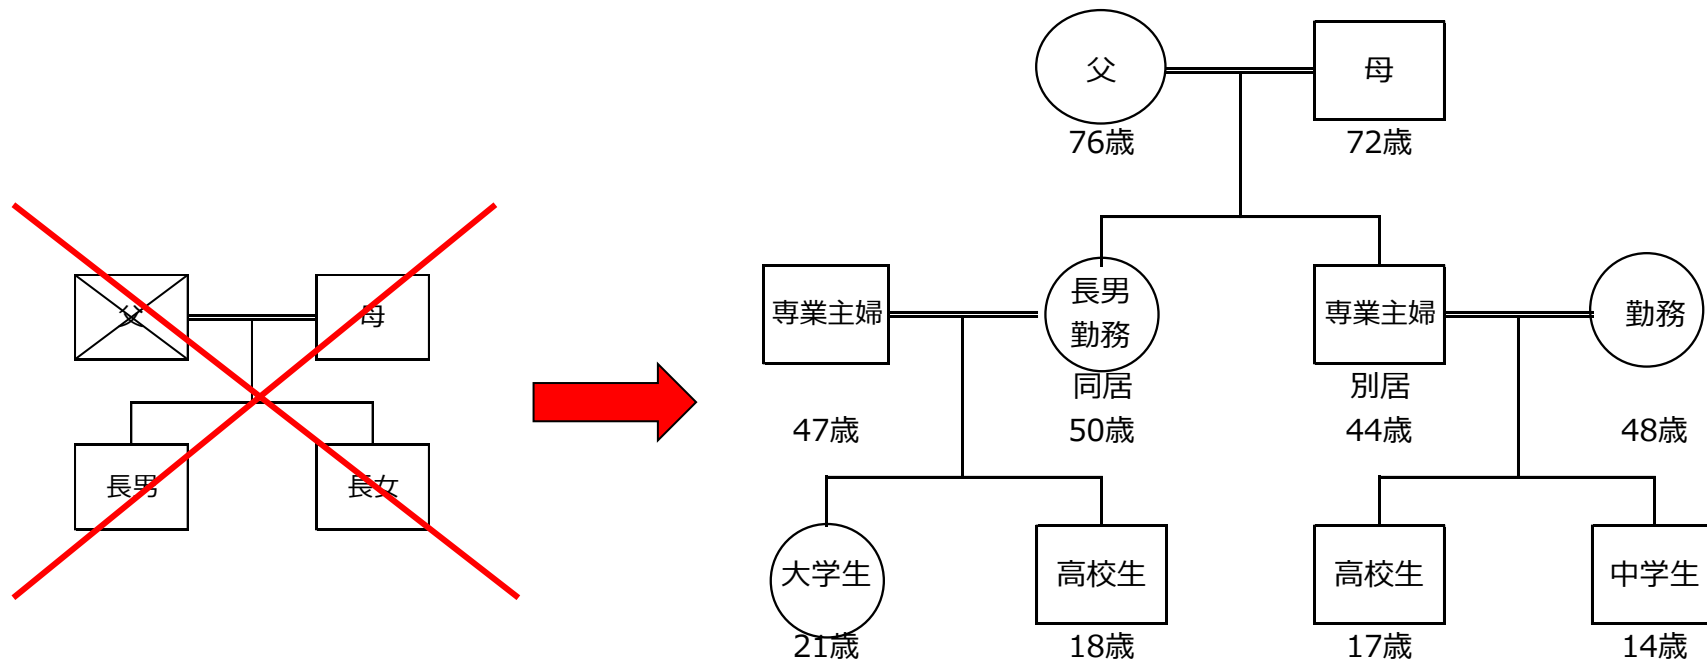 父
母
長男
長女
父
母
76歳
72歳
専業主婦
長男
勤務
専業主婦
勤務
同居
別居
47歳
50歳
44歳
48歳
大学生
高校生
高校生
中学生
21歳
18歳
17歳
14歳